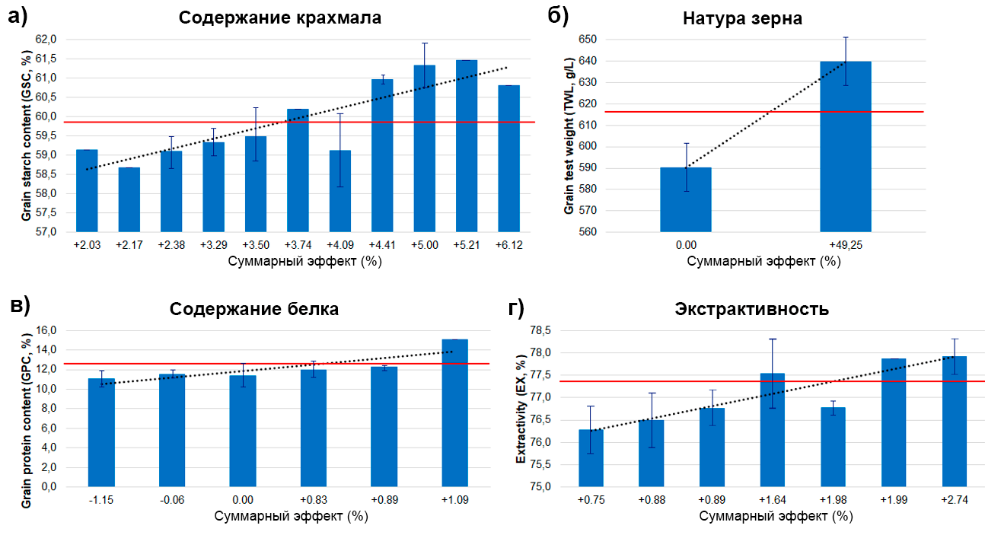 а)
Содержание крахмала
Grain starch content (GSC, %)
62,0
61,5
61,0
60,5
60,0
59,5
59,0
58,5
58,0
57,5
57,0
+2.03 +2.17 +2.38 +3.29 +3.50 +3.74 +4.09 +4.41 +5.00 +5.21 +6.12
Суммарный эффект (%)
б)
Натура зерна
Grain test weight (TWL, g/L)
650
640
630
620
610
600
590
580
570
560
0.00 +49,25
Суммарный эффект (%)
в)
Содержание белка
Grain protein content (GPC, %)
16,0
14,0
12,0
10,0
8,0
6,0
4,0
2,0
0,0
-1.15 -0.06 0.00 +0.83 +0.89 +1.09
Суммарный эффект (%)
г)
Экстрактивность
Extractivity (EX, %)
78,5
78,0
77,5
77,0
76,5
76,0
75,5
75,0
+0.75 +0.88 +0.89 +1.64 +1.98 +1.99 +2.74
Суммарный эффект (%)